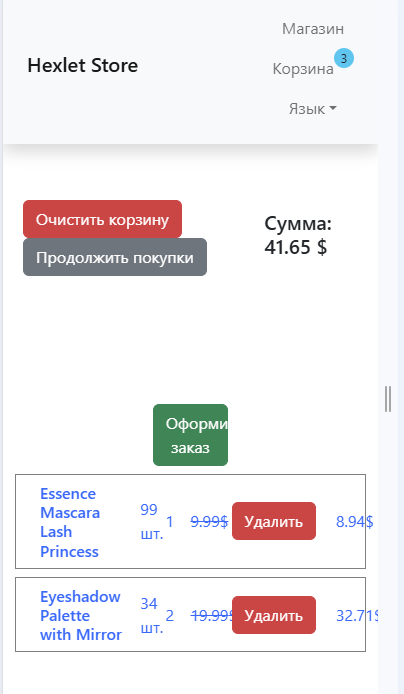 Магазин
Hexlet Store
Корзина 3
Язык
Очистить корзину
Продолжить покупки
Сумма:
41.65 $
Оформи
заказ
Essence
Mascara
Lash
Princess
99
шт.
1
9.99$
Удалить
8.94$
Eyeshadow
Palette
with Mirror
34
шт.
2
19.99$
Удалить
32.71$